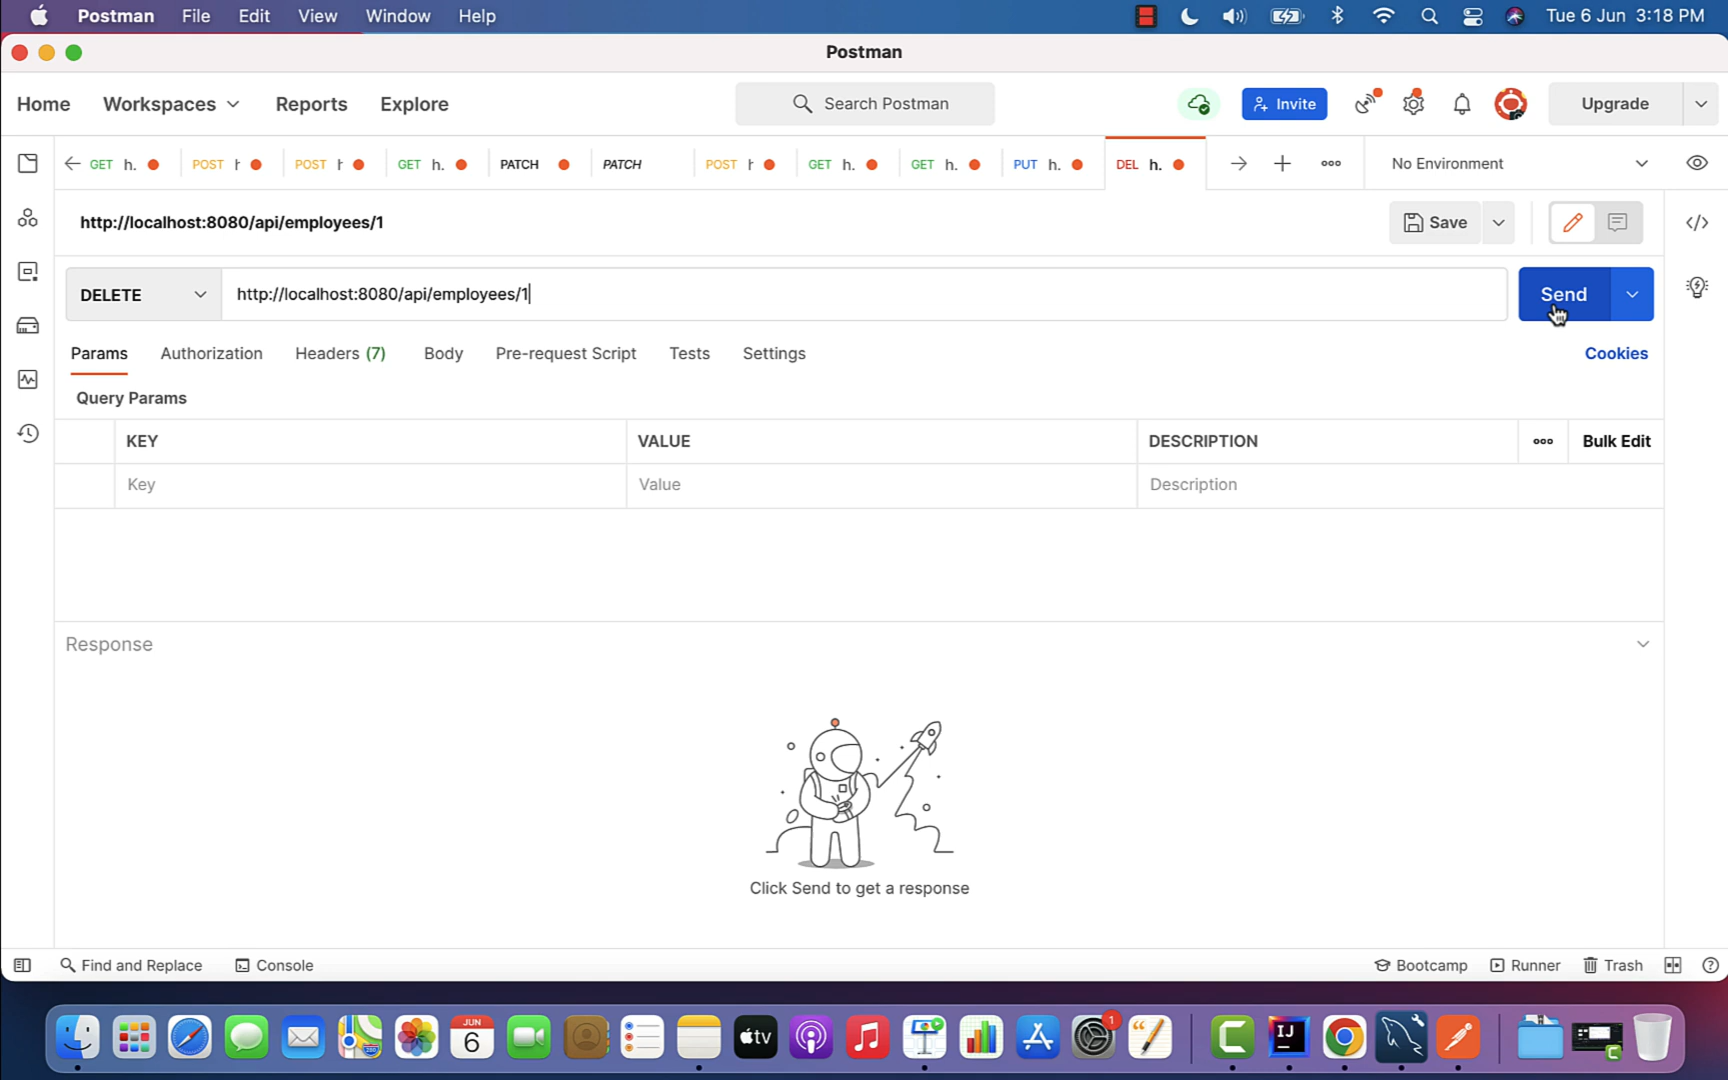 Postman File Edit View Window Help Tue 6 Jun 3:18 PM
Postman
Home Workspaces Reports Explore Search Postman Invite Upgrade
GET h. POST h POST h GET h. PATCH PATCH POST h GET h. GET h. PUT h. DEL h. No Environment
http://localhost:8080/api/employees/1 Save
DELETE http://localhost:8080/api/employees/1 Send
Params Authorization Headers (7) Body Pre-request Script Tests Settings Cookies
Query Params
KEY VALUE DESCRIPTION Bulk Edit
Key Value Description
Response
Click Send to get a response
Find and Replace Console Bootcamp Runner Trash
JUN
6
tv
1
IJ